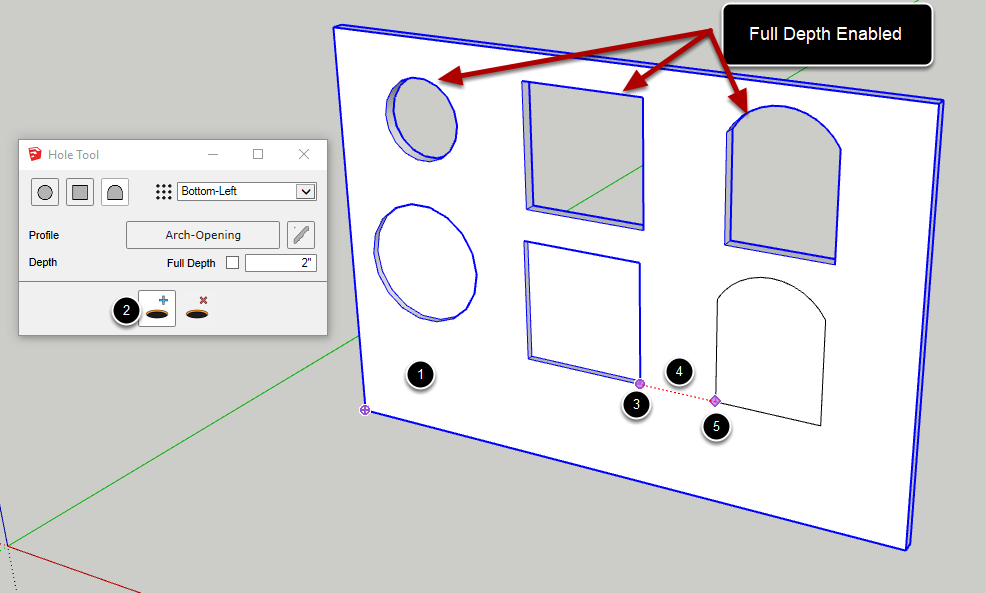 Full Depth Enabled
Hole Tool
Bottom-Left
Profile
Arch-Opening
Depth
Full Depth
2"
2
1
4
3
5